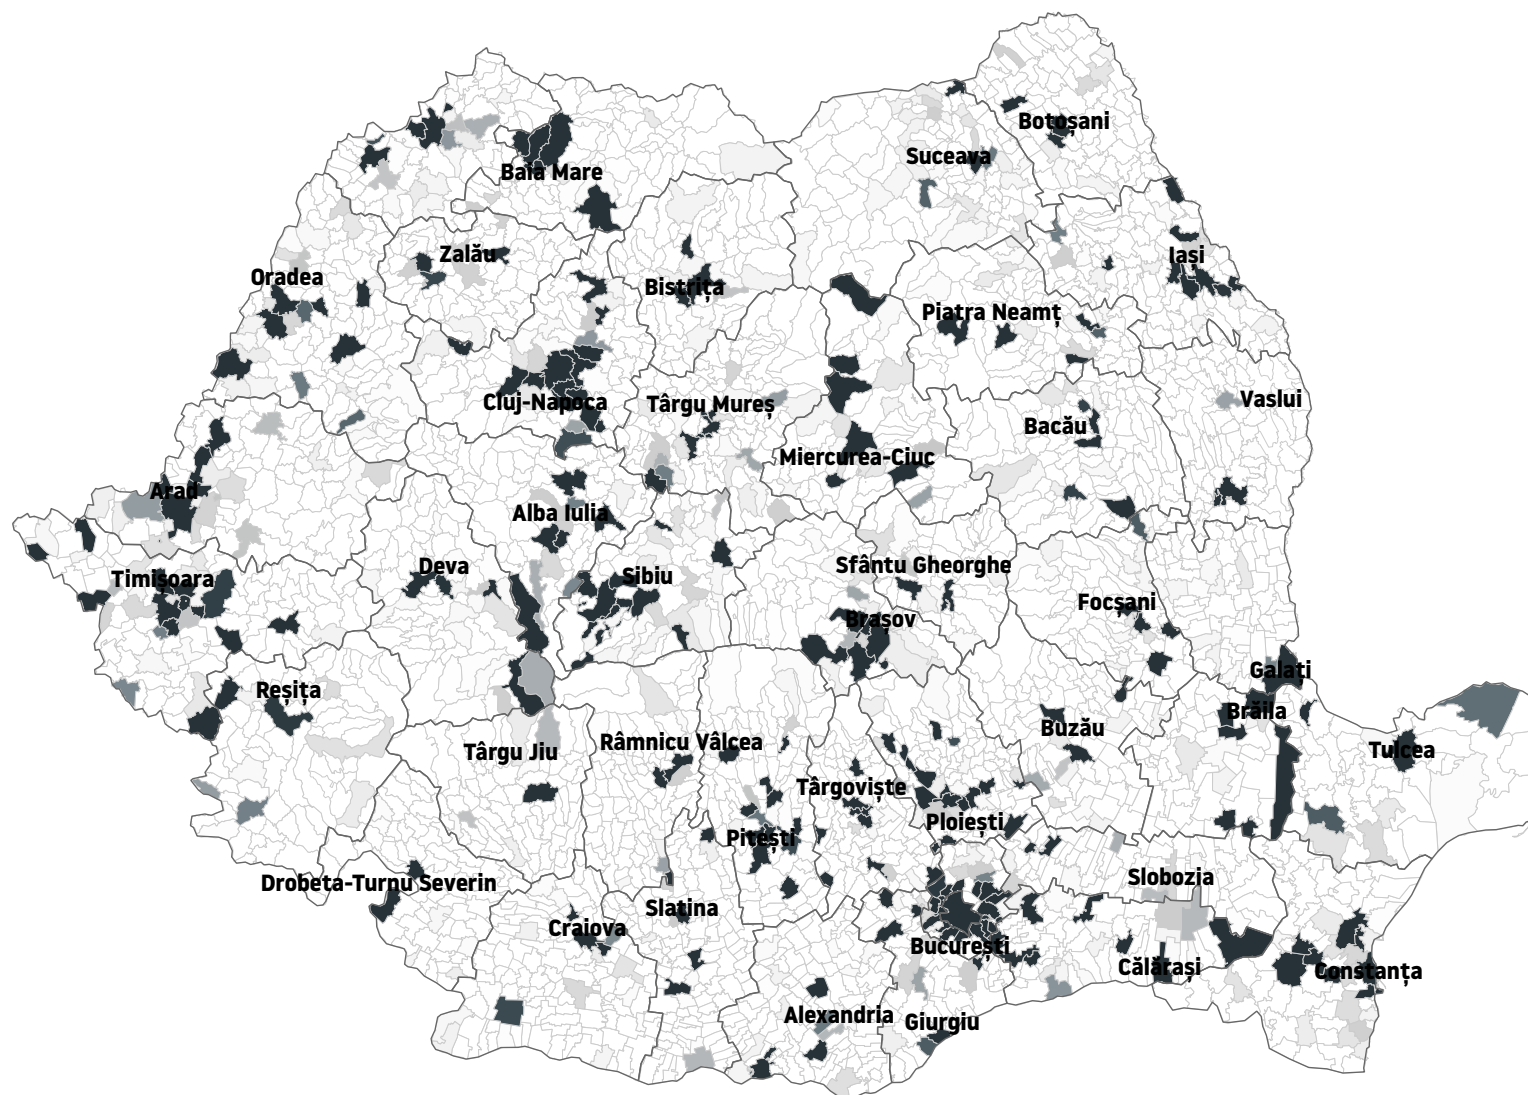 Botoșani
Suceava
Baia Mare
Zalău
Iași
Oradea
Bistrița
Piatra Neamț
Cluj-Napoca
Târgu Mureș
Vaslui
Bacău
Miercurea-Ciuc
Arad
Alba Iulia
Deva
Sfântu Gheorghe
Timișoara
Sibiu
Focșani
Brașov
Galați
Reșița
Brăila
Buzău
Târgu Jiu
Râmnicu Vâlcea
Tulcea
Târgoviște
Ploiești
Pitești
Slobozia
Drobeta-Turnu Severin
Slatina
Craiova
București
Călărași
Constanța
Alexandria
Giurgiu